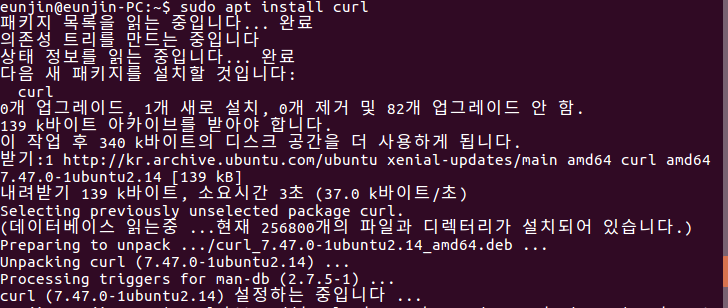 eunjin@eunjin-PC:~$ sudo apt install curl
패키지 목록을 읽는 중입니다... 완료
의존성 트리를 만드는 중입니다
상태 정보를 읽는 중입니다... 완료
다음 새 패키지를 설치할 것입니다:
  curl
0개 업그레이드, 1개 새로 설치, 0개 제거 및 82개 업그레이드 안 함.
139 k바이트 아카이브를 받아야 합니다.
이 작업 후 340 k바이트의 디스크 공간을 더 사용하게 됩니다.
받기:1 http://kr.archive.ubuntu.com/ubuntu xenial-updates/main amd64 curl amd64
7.47.0-1ubuntu2.14 [139 kB]
내려받기 139 k바이트, 소요시간 3초 (37.0 k바이트/초)
Selecting previously unselected package curl.
(데이터베이스 읽는중 ...현재 256800개의 파일과 디렉터리가 설치되어 있습니다.)
Preparing to unpack .../curl_7.47.0-1ubuntu2.14_amd64.deb ...
Unpacking curl (7.47.0-1ubuntu2.14) ...
Processing triggers for man-db (2.7.5-1) ...
curl (7.47.0-1ubuntu2.14) 설정하는 중입니다 ...